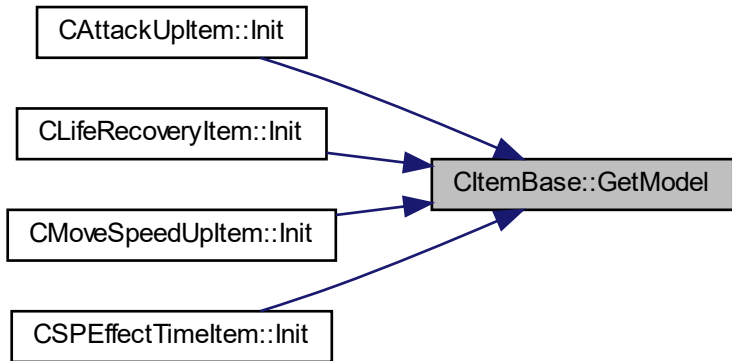 CAttackUpItem::Init
CLifeRecoveryItem::Init
CItemBase::GetModel
CMoveSpeedUpItem::Init
CSPEffectTimeItem::Init